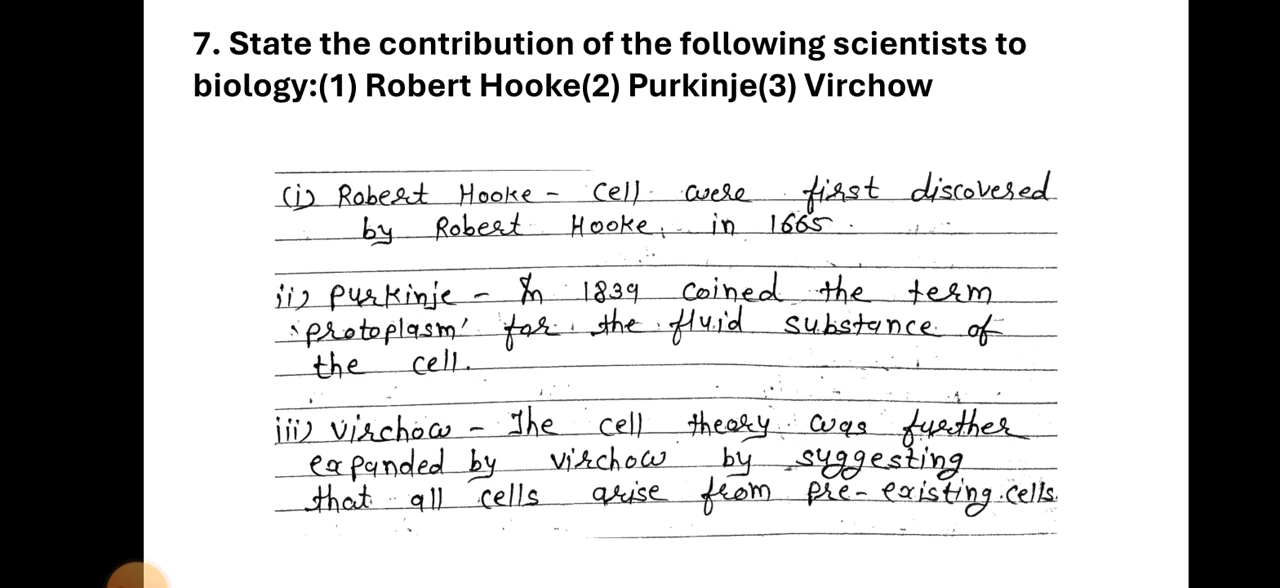 7. State the contribution of the following scientists to
biology:(1) Robert Hooke(2) Purkinje(3) Virchow
(i) Robert Hooke - Cell were first discovered
by Robert Hooke, in 1665.
ii) Purkinje - In 1839 coined the term
'protoplasm' for the fluid substance of
the cell.
iii) Virchow - The cell theory was further
expanded by virchow by suggesting
that all cells arise from pre-existing cells.